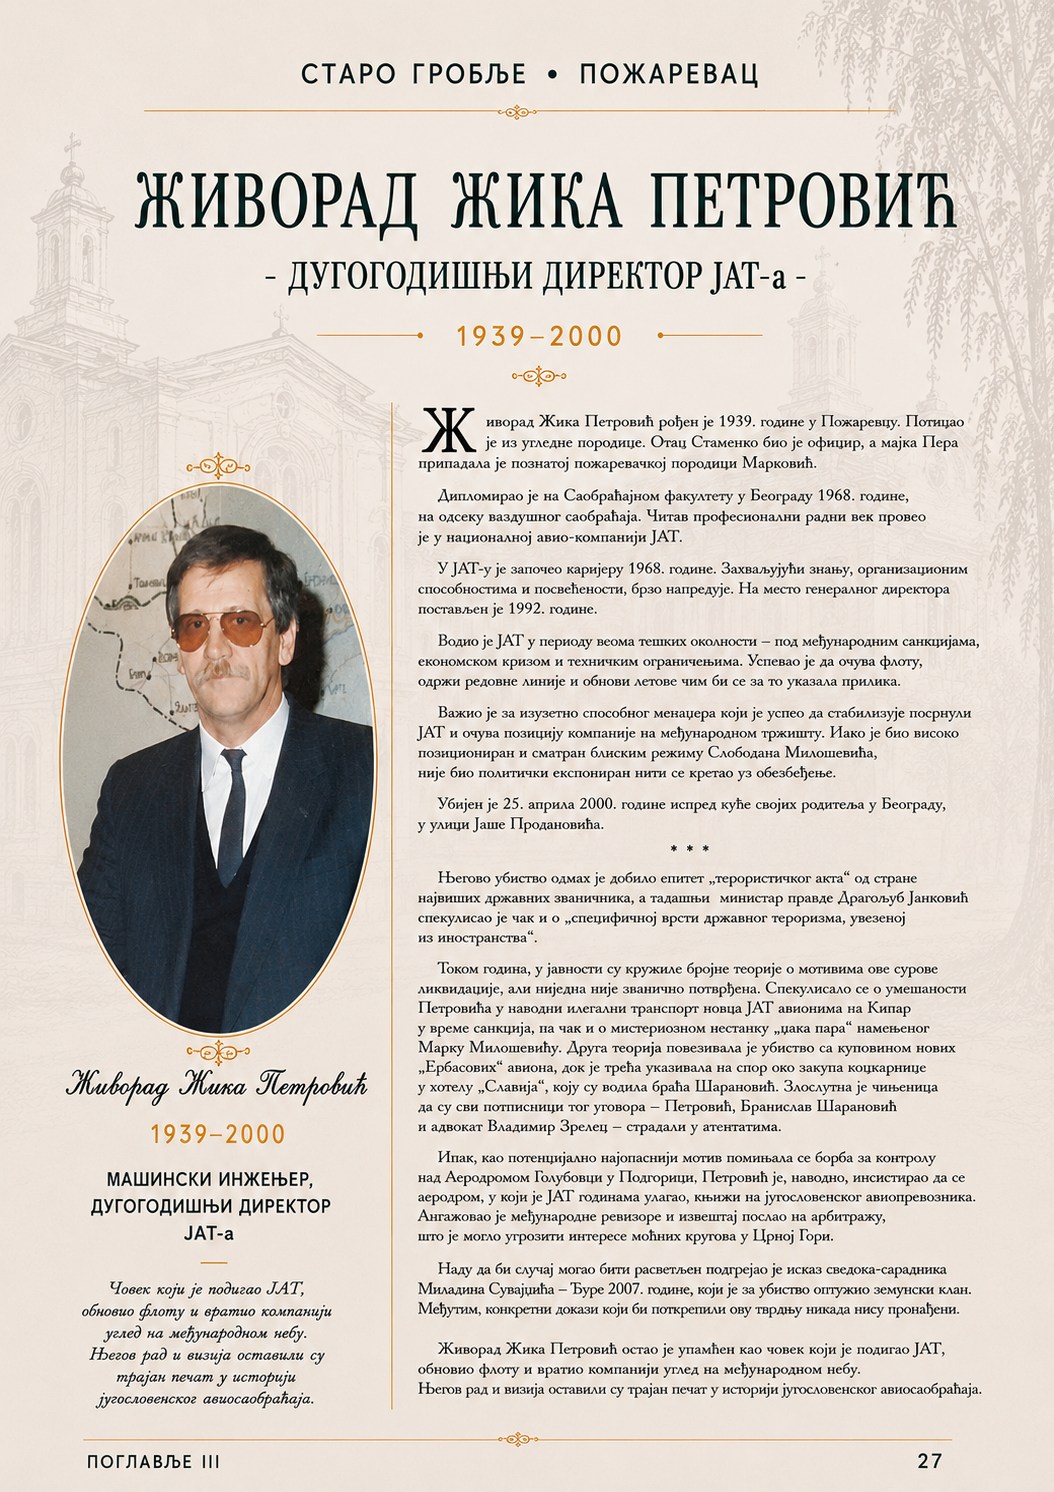 СТАРО ГРОБЉЕ • ПОЖАРЕВАЦ
ЖИВОРАД ЖИКА ПЕТРОВИЋ
- ДУГОГОДИШЊИ ДИРЕКТОР ЈАТ-а -
1939–2000
Живорад Жика Петровић рођен је 1939. године у Пожаревцу. Потицао
је из угледне породице. Отац Стаменко био је официр, а мајка Пера
припадала је познатој пожаревачкој породици Марковић.
Дипломирао је на Саобраћајном факултету у Београду 1968. године,
на одсеку ваздушног саобраћаја. Читав професионални радни век провео
је у националној авио-компанији ЈАТ.
У ЈАТ-у је започео каријеру 1968. године. Захваљујући знању, организационим
способностима и посвећености, брзо напредује. На место генералног директора
постављен је 1992. године.
Водио је ЈАТ у периоду веома тешких околности – под међународним санкцијама,
економском кризом и техничким ограничењима. Успевао је да очува флоту,
одржи редовне линије и обнови летове чим би се за то указала прилика.
Важио је за изузетно способног менаџера који је успео да стабилизује посрнули
ЈАТ и очува позицију компаније на међународном тржишту. Иако је био високо
позициониран и сматран блиским режиму Слободана Милошевића,
није био политички експониран нити се кретао уз обезбеђење.
Убијен је 25. априла 2000. године испред куће својих родитеља у Београду,
у улици Јаше Продановића.
* * *
Његово убиство одмах је добило епитет „терористичког акта“ од стране
највиших државних званичника, а тадашњи министар правде Драгољуб Јанковић
спекулисао је чак и о „специфичној врсти државног тероризма, увезеној
из иностранства“.
Током година, у јавности су кружиле бројне теорије о мотивима ове сурове
ликвидације, али ниједна није званично потврђена. Спекулисало се о умешаности
Петровића у наводни илегални транспорт новца ЈАТ авионима на Кипар
у време санкција, па чак и о мистериозном нестанку „џака пара“ намењеног
Марку Милошевићу. Друга теорија повезивала је убиство са куповином нових
„Ербасових“ авиона, док је трећа указивала на спор око закупа коцкарнице
у хотелу „Славија“, коју су водила браћа Шарановић. Злослутна је чињеница
да су сви потписници тог уговора – Петровић, Бранислав Шарановић
и адвокат Владимир Зрелец – страдали у атентатима.
Ипак, као потенцијално најопаснији мотив помињала се борба за контролу
над Аеродромом Голубовци у Подгорици, Петровић је, наводно, инсистирао да се
аеродром, у који је ЈАТ годинама улагао, књижи на југословенског авиопревозника.
Ангажовао је међународне ревизоре и извештај послао на арбитражу,
што је могло угрозити интересе моћних кругова у Црној Гори.
Наду да би случај могао бити расветљен подгрејао је исказ сведока-сарадника
Миладина Сувајџића – Ђуре 2007. године, који је за убиство оптужио земунски клан.
Међутим, конкретни докази који би поткрепили ову тврдњу никада нису пронађени.
Живорад Жика Петровић остао је упамћен као човек који је подигао ЈАТ,
обновио флоту и вратио компанији углед на међународном небу.
Његов рад и визија оставили су трајан печат у историји југословенског авиосаобраћаја.
Живорад Жика Петровић
1939–2000
МАШИНСКИ ИНЖЕЊЕР,
ДУГОГОДИШЊИ ДИРЕКТОР
ЈАТ-а
Човек који је подигао ЈАТ,
обновио флоту и вратио компанији
углед на међународном небу.
Његов рад и визија оставили су
трајан печат у историји
југословенског авиосаобраћаја.
ПОГЛАВЉЕ III
27